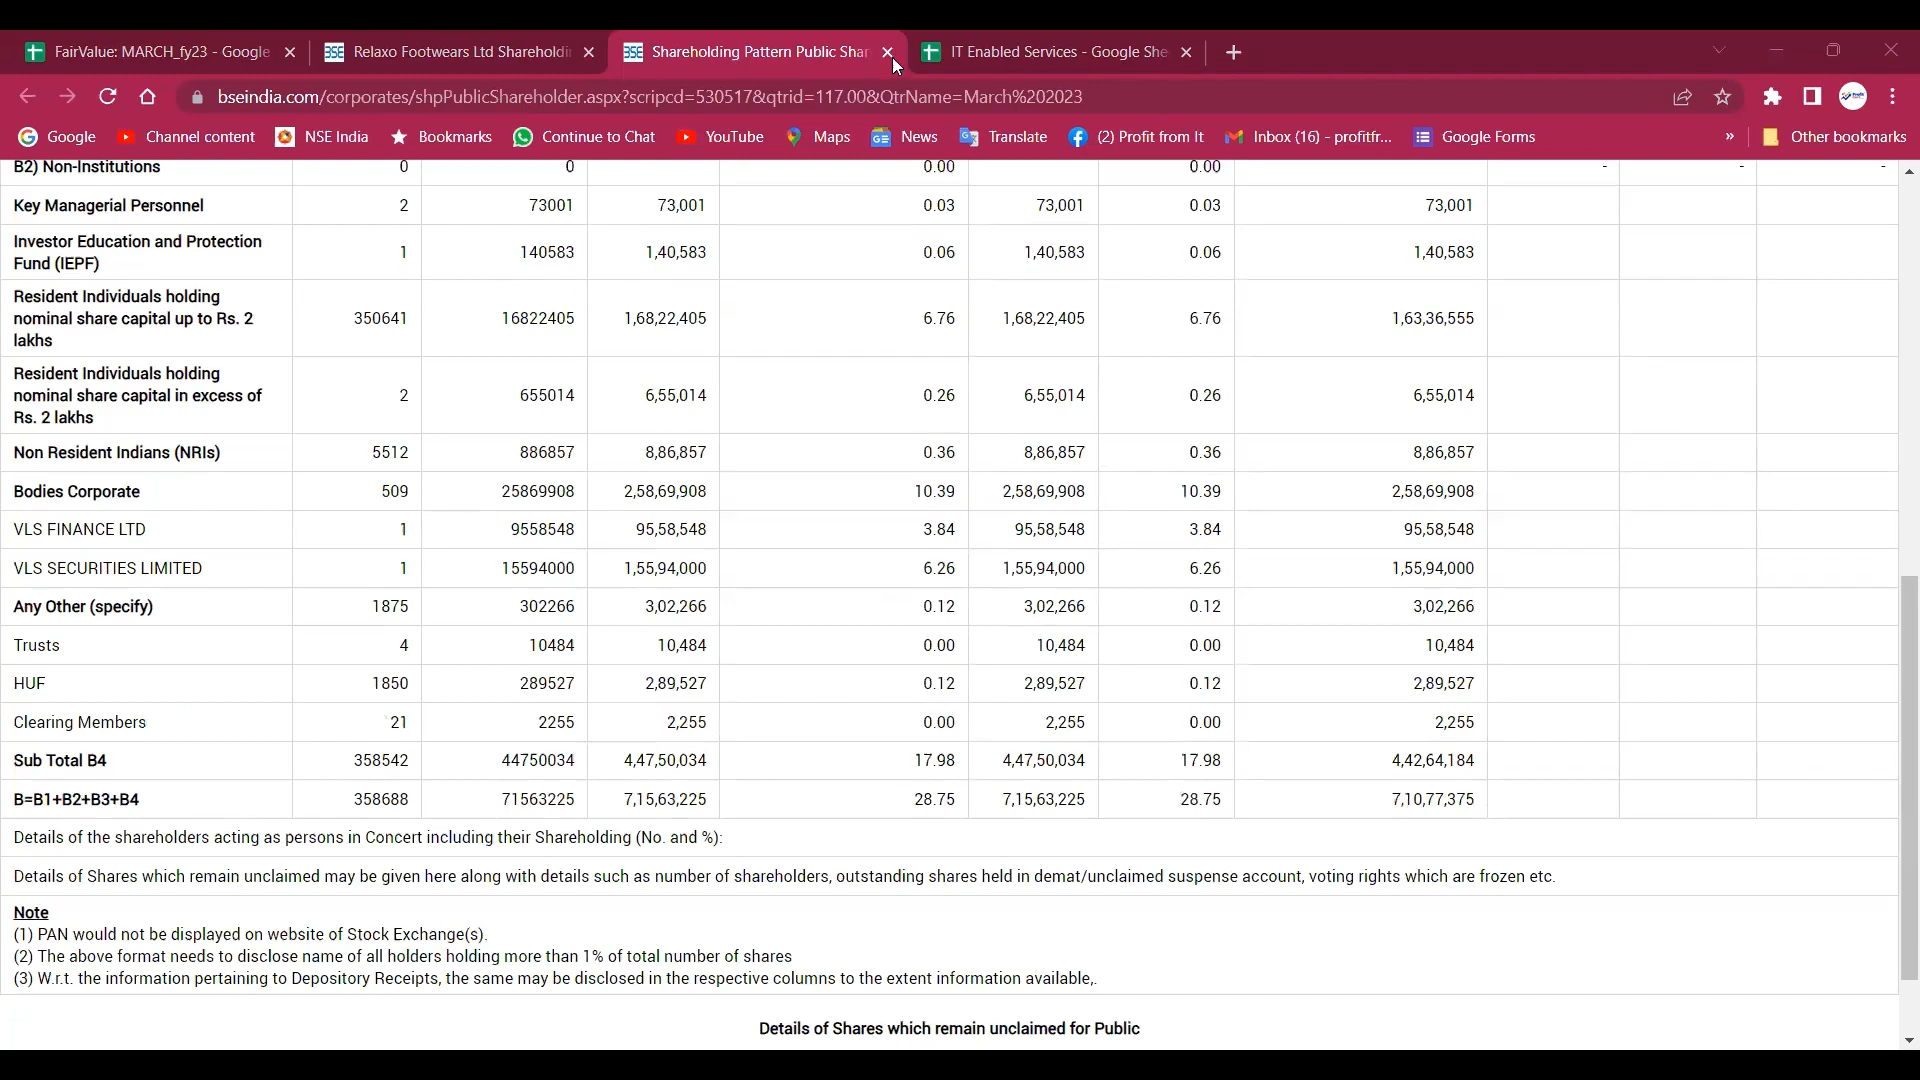 FairValue: MARCH_fy23 - Google
Relaxo Footwears Ltd Shareholdi
Shareholding Pattern Public Shar
IT Enabled Services - Google She
bseindia.com/corporates/shpPublicShareholder.aspx?scripcd=530517&qtrid=117.00&QtrName=March%202023
Google Channel content NSE India Bookmarks Continue to Chat YouTube Maps News Translate (2) Profit from It Inbox (16) - profitfr... Google Forms » Other bookmarks
B2) Non-Institutions 0 0 0.00 0.00 - - -
Key Managerial Personnel 2 73001 73,001 0.03 73,001 0.03 73,001
Investor Education and Protection
Fund (IEPF) 1 140583 1,40,583 0.06 1,40,583 0.06 1,40,583
Resident Individuals holding
nominal share capital up to Rs. 2
lakhs 350641 16822405 1,68,22,405 6.76 1,68,22,405 6.76 1,63,36,555
Resident Individuals holding
nominal share capital in excess of
Rs. 2 lakhs 2 655014 6,55,014 0.26 6,55,014 0.26 6,55,014
Non Resident Indians (NRIs) 5512 886857 8,86,857 0.36 8,86,857 0.36 8,86,857
Bodies Corporate 509 25869908 2,58,69,908 10.39 2,58,69,908 10.39 2,58,69,908
VLS FINANCE LTD 1 9558548 95,58,548 3.84 95,58,548 3.84 95,58,548
VLS SECURITIES LIMITED 1 15594000 1,55,94,000 6.26 1,55,94,000 6.26 1,55,94,000
Any Other (specify) 1875 302266 3,02,266 0.12 3,02,266 0.12 3,02,266
Trusts 4 10484 10,484 0.00 10,484 0.00 10,484
HUF 1850 289527 2,89,527 0.12 2,89,527 0.12 2,89,527
Clearing Members 21 2255 2,255 0.00 2,255 0.00 2,255
Sub Total B4 358542 44750034 4,47,50,034 17.98 4,47,50,034 17.98 4,42,64,184
B=B1+B2+B3+B4 358688 71563225 7,15,63,225 28.75 7,15,63,225 28.75 7,10,77,375
Details of the shareholders acting as persons in Concert including their Shareholding (No. and %):
Details of Shares which remain unclaimed may be given here along with details such as number of shareholders, outstanding shares held in demat/unclaimed suspense account, voting rights which are frozen etc.
Note
(1) PAN would not be displayed on website of Stock Exchange(s).
(2) The above format needs to disclose name of all holders holding more than 1% of total number of shares
(3) W.r.t. the information pertaining to Depository Receipts, the same may be disclosed in the respective columns to the extent information available,.
Details of Shares which remain unclaimed for Public